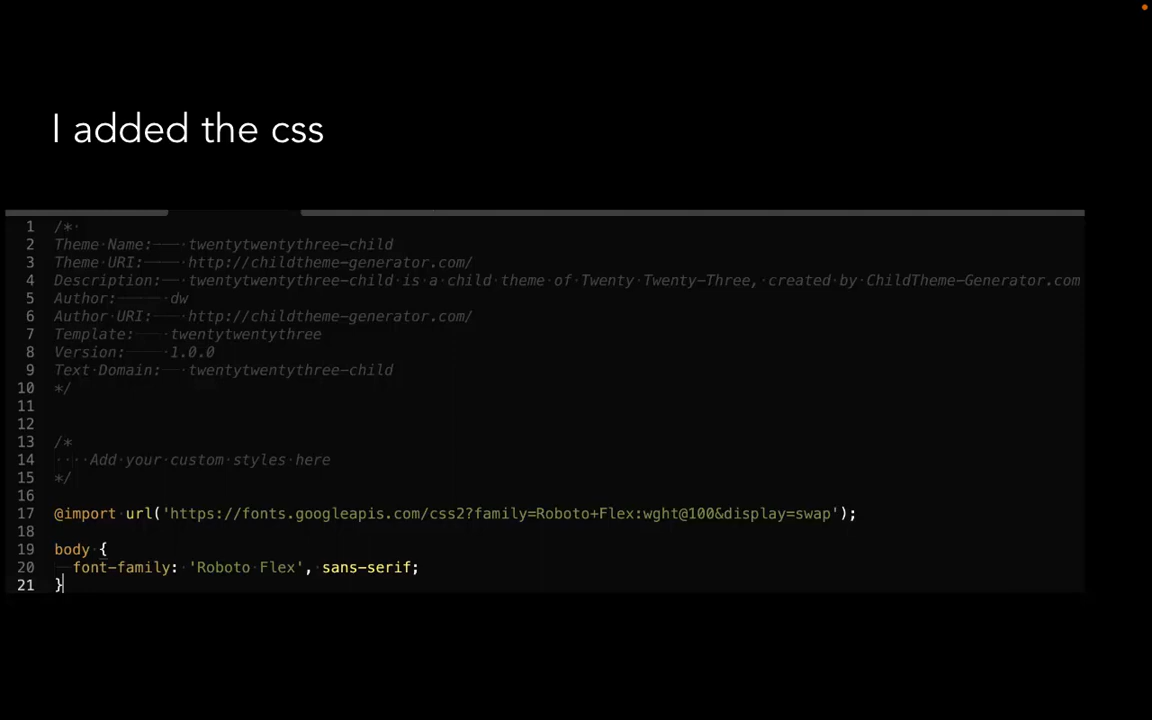 I added the css
1 /*
2 Theme Name: twentytwentythree-child
3 Theme URI: http://childtheme-generator.com/
4 Description: twentytwentythree-child is a child theme of Twenty Twenty-Three, created by ChildTheme-Generator.com
5 Author: dw
6 Author URI: http://childtheme-generator.com/
7 Template: twentytwentythree
8 Version: 1.0.0
9 Text Domain: twentytwentythree-child
10 */
11
12
13 /*
14 Add your custom styles here
15 */
16
17 @import url('https://fonts.googleapis.com/css2?family=Roboto+Flex:wght@100&display=swap');
18
19 body {
20 font-family: 'Roboto Flex', sans-serif;
21 }